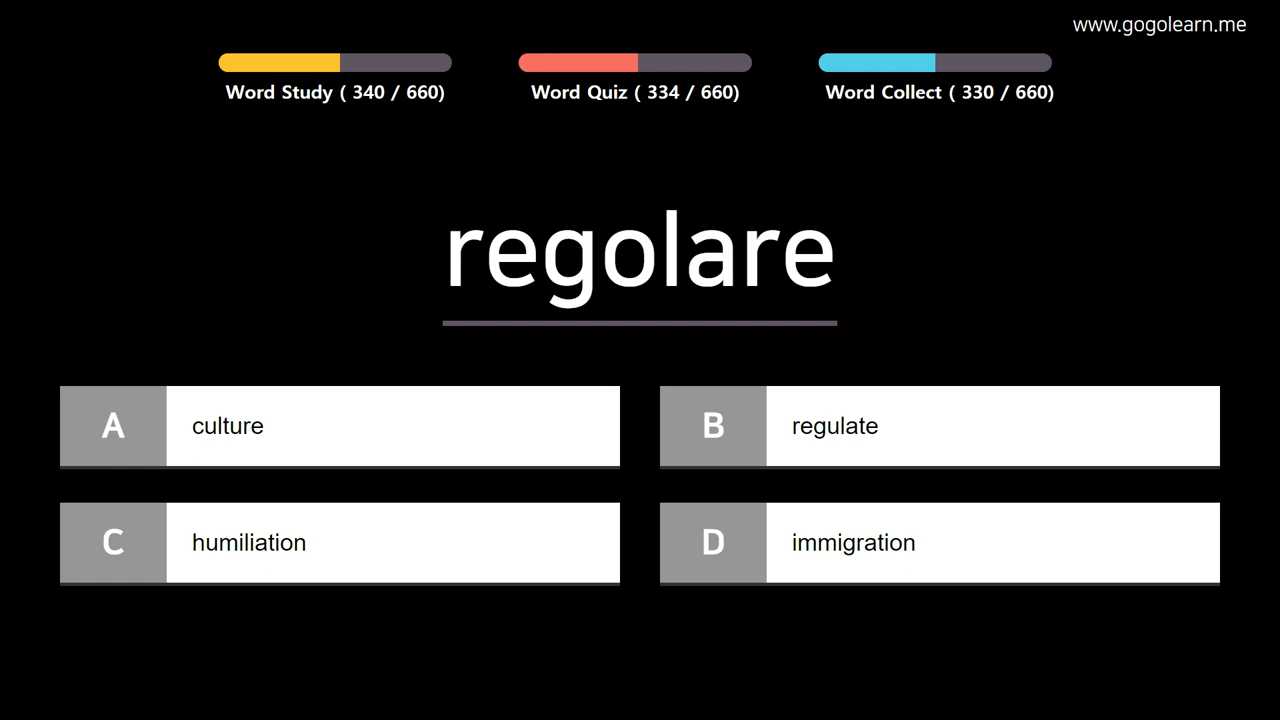 www.gogolearn.me
Word Study ( 340 / 660)
Word Quiz ( 334 / 660)
Word Collect ( 330 / 660)
regolare
A culture
B regulate
C humiliation
D immigration